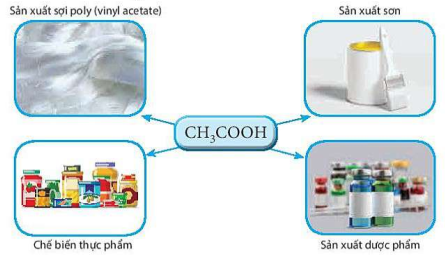 Sản xuất sợi poly (vinyl acetate)
Sản xuất sơn
CH₃COOH
Chế biến thực phẩm
Sản xuất dược phẩm